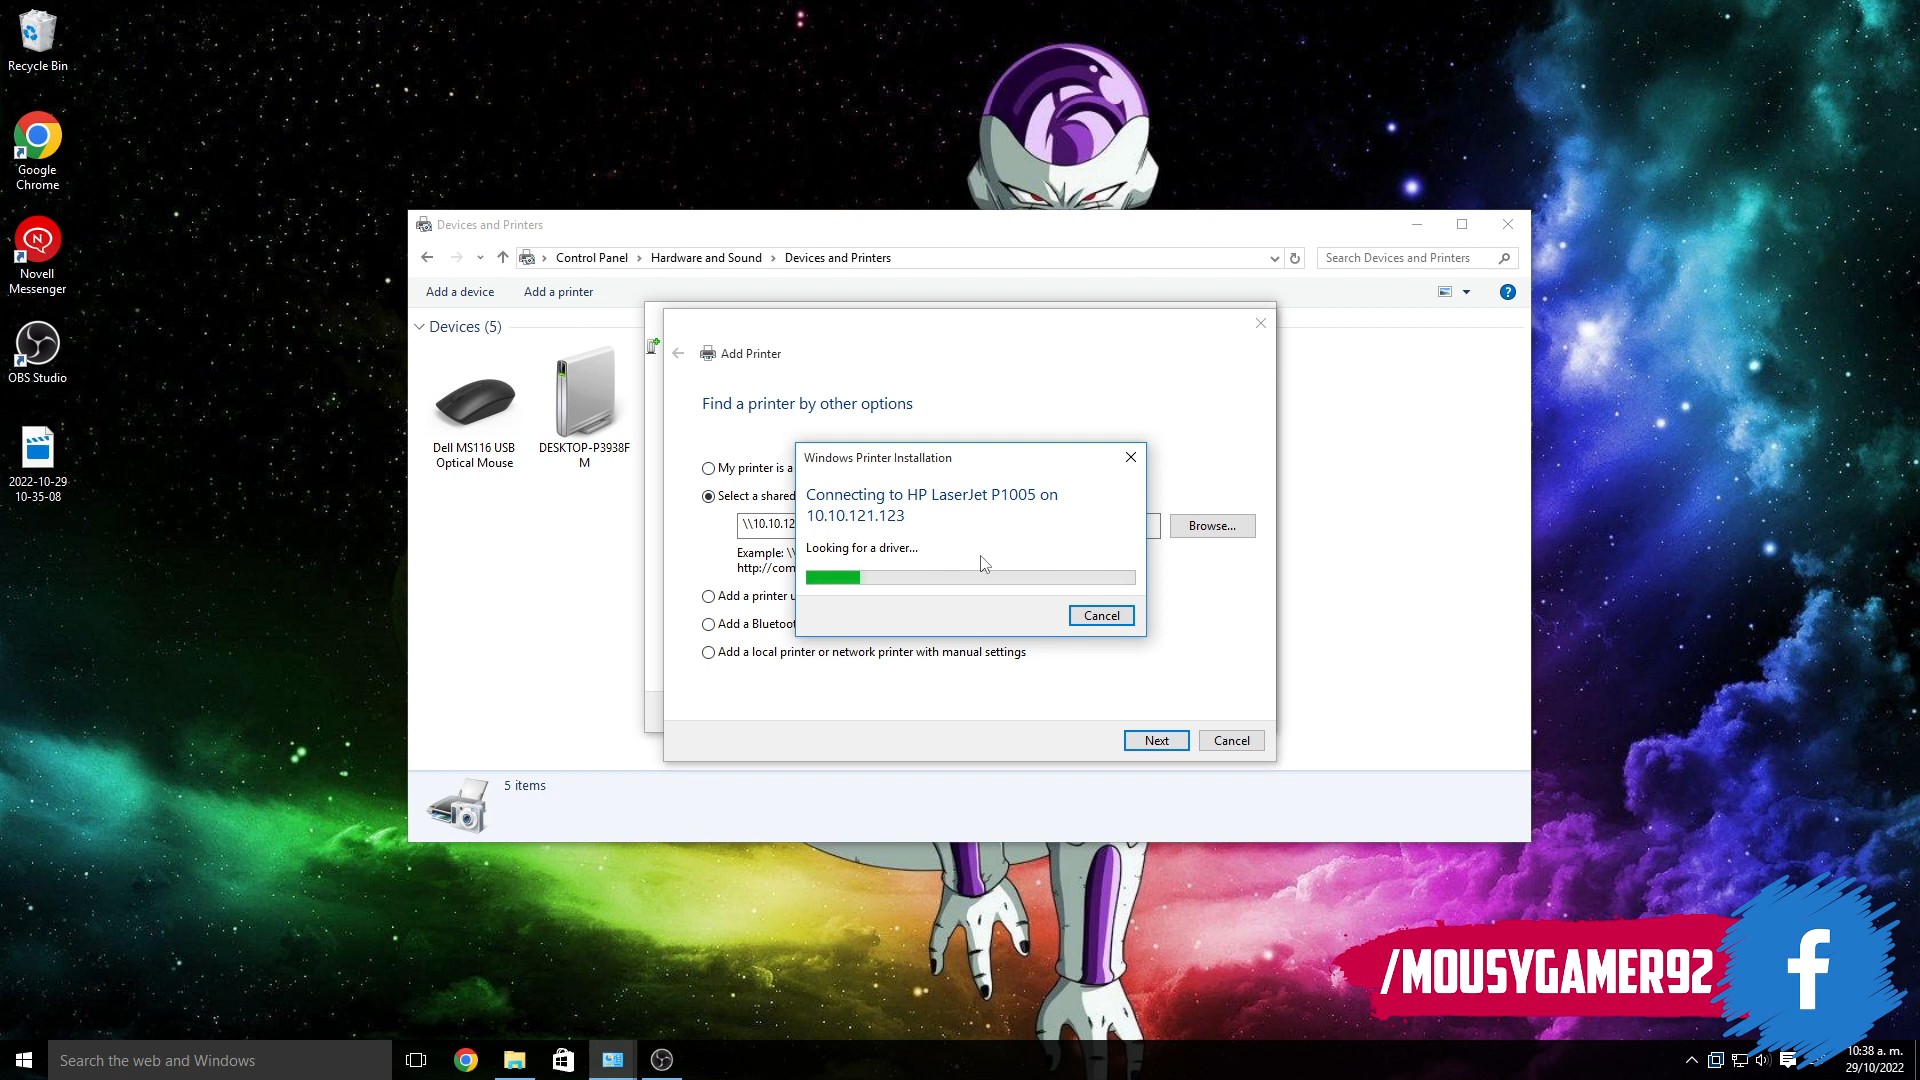 Recycle Bin
Google
Chrome
Novell
Messenger
OBS Studio
2022-10-29
10-35-08
Devices and Printers
Control Panel
Hardware and Sound
Devices and Printers
Search Devices and Printers
Add a device
Add a printer
Devices (5)
Dell MS116 USB
Optical Mouse
DESKTOP-P3938F
M
Add Printer
Find a printer by other options
My printer is a
Select a shared
\\10.10.12
Browse...
Example: \\
http://com
Add a printer u
Add a Bluetoot
Add a local printer or network printer with manual settings
Next
Cancel
Windows Printer Installation
Connecting to HP LaserJet P1005 on
10.10.121.123
Looking for a driver...
Cancel
5 items
/MOUSYGAMER92
f
Search the web and Windows
10:38 a. m.
29/10/2022